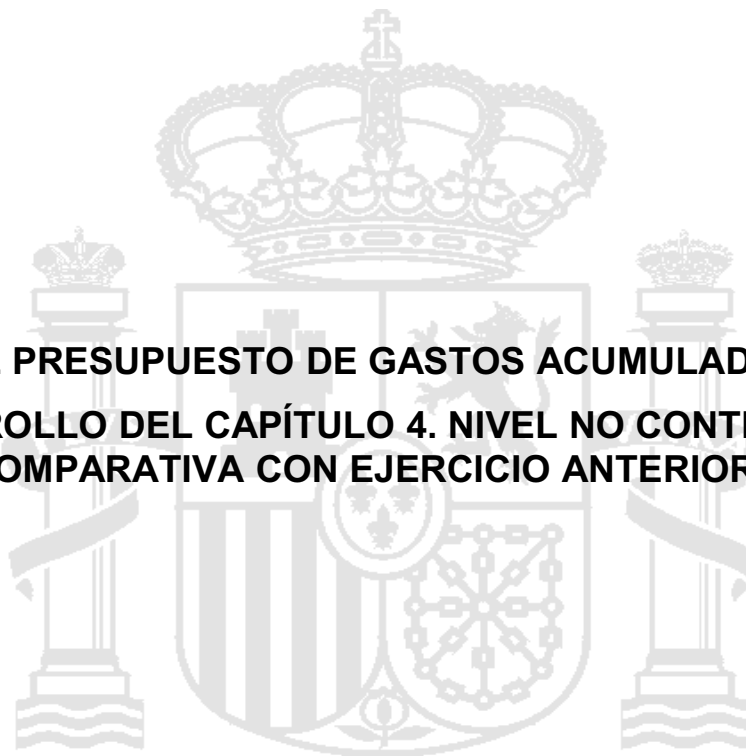 PRESUPUESTO DE GASTOS ACUMULAD
ROLLO DEL CAPÍTULO 4. NIVEL NO CONT
OMPARATIVA CON EJERCICIO ANTERIOR